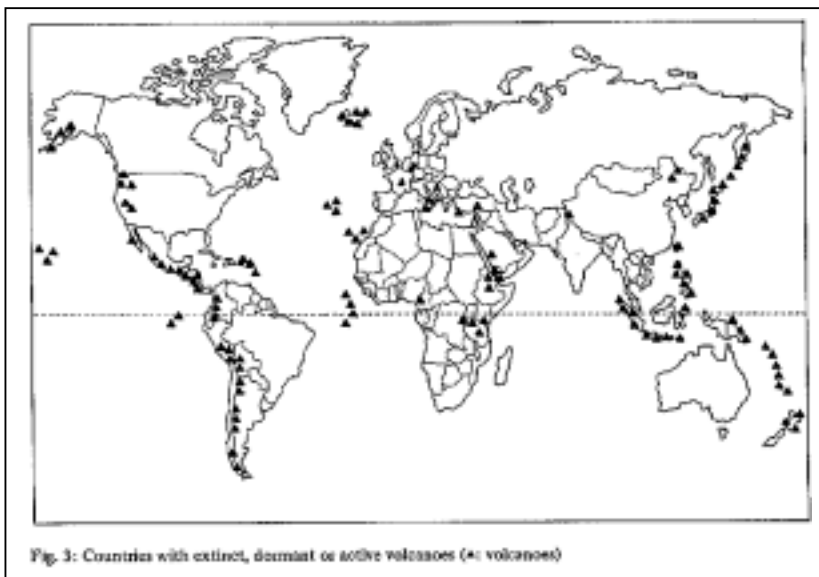 Fig. 3: Countries with extinct, dormant or active volcanoes (▲: volcanoes)